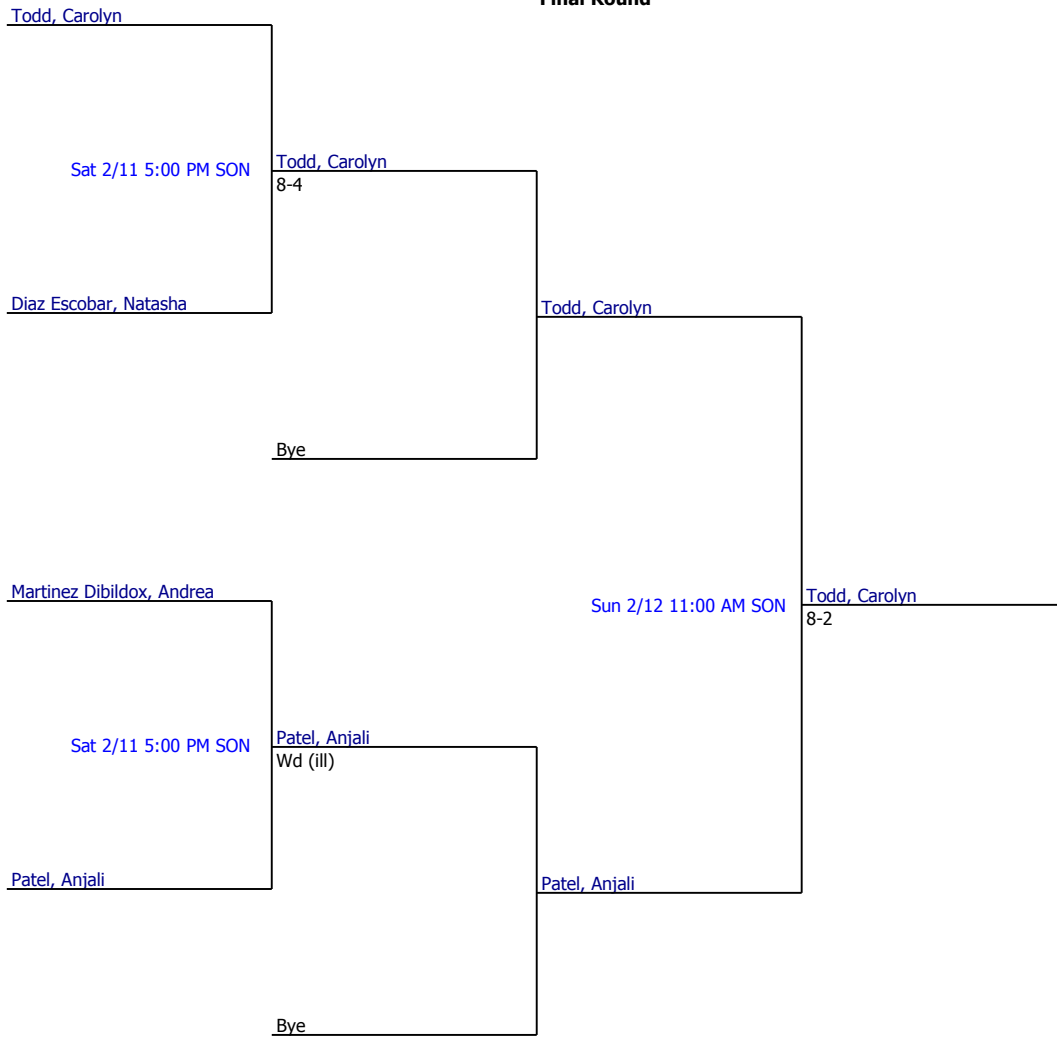 Final Round
Todd, Carolyn
Sat 2/11 5:00 PM SON
Todd, Carolyn
8-4
Diaz Escobar, Natasha
Todd, Carolyn
Bye
Martinez Dibildox, Andrea
Sun 2/12 11:00 AM SON
Todd, Carolyn
8-2
Sat 2/11 5:00 PM SON
Patel, Anjali
Wd (ill)
Patel, Anjali
Patel, Anjali
Bye